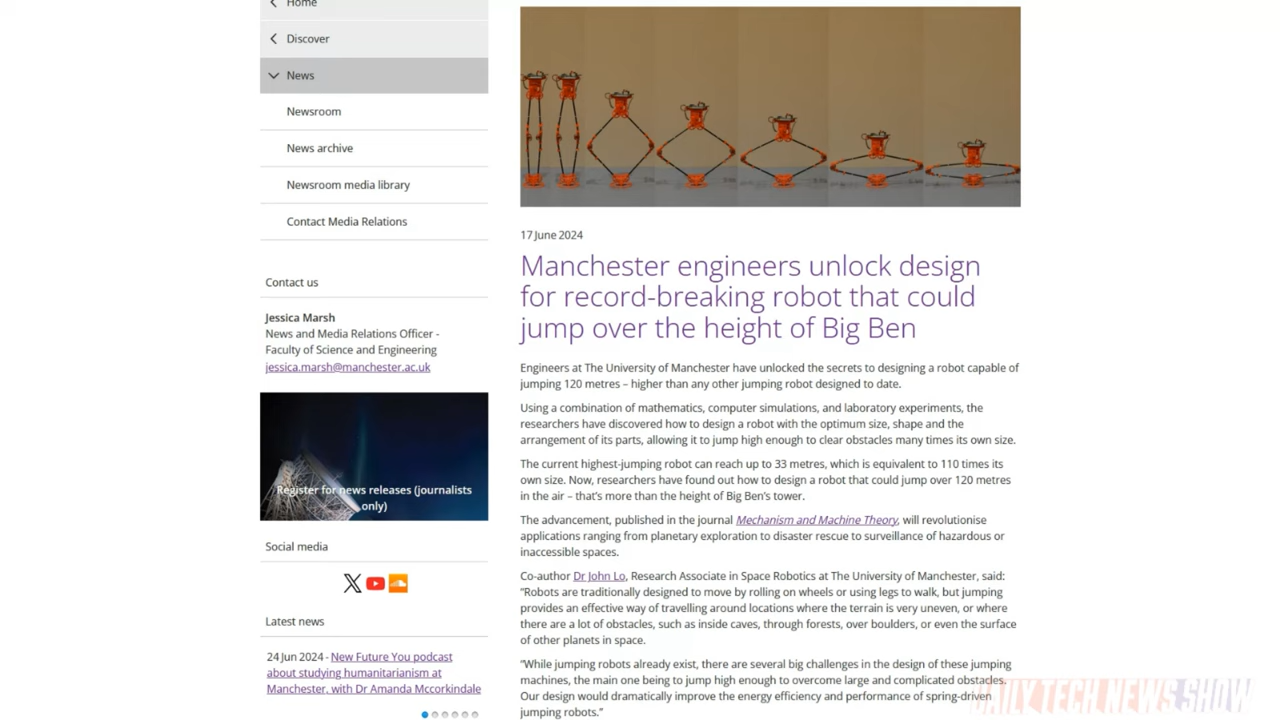 Home
Discover
News
Newsroom
News archive
Newsroom media library
Contact Media Relations
Contact us
Jessica Marsh
News and Media Relations Officer -
Faculty of Science and Engineering
jessica.marsh@manchester.ac.uk
Register for news releases (journalists
only)
Social media
Latest news
24 Jun 2024 - New Future You podcast
about studying humanitarianism at
Manchester, with Dr Amanda Mccorkindale
17 June 2024
Manchester engineers unlock design
for record-breaking robot that could
jump over the height of Big Ben
Engineers at The University of Manchester have unlocked the secrets to designing a robot capable of
jumping 120 metres – higher than any other jumping robot designed to date.
Using a combination of mathematics, computer simulations, and laboratory experiments, the
researchers have discovered how to design a robot with the optimum size, shape and the
arrangement of its parts, allowing it to jump high enough to clear obstacles many times its own size.
The current highest-jumping robot can reach up to 33 metres, which is equivalent to 110 times its
own size. Now, researchers have found out how to design a robot that could jump over 120 metres
in the air – that's more than the height of Big Ben's tower.
The advancement, published in the journal Mechanism and Machine Theory, will revolutionise
applications ranging from planetary exploration to disaster rescue to surveillance of hazardous or
inaccessible spaces.
Co-author Dr John Lo, Research Associate in Space Robotics at The University of Manchester, said:
“Robots are traditionally designed to move by rolling on wheels or using legs to walk, but jumping
provides an effective way of travelling around locations where the terrain is very uneven, or where
there are a lot of obstacles, such as inside caves, through forests, over boulders, or even the surface
of other planets in space.
“While jumping robots already exist, there are several big challenges in the design of these jumping
machines, the main one being to jump high enough to overcome large and complicated obstacles.
Our design would dramatically improve the energy efficiency and performance of spring-driven
jumping robots.”
DAILY TECH NEWS SHOW